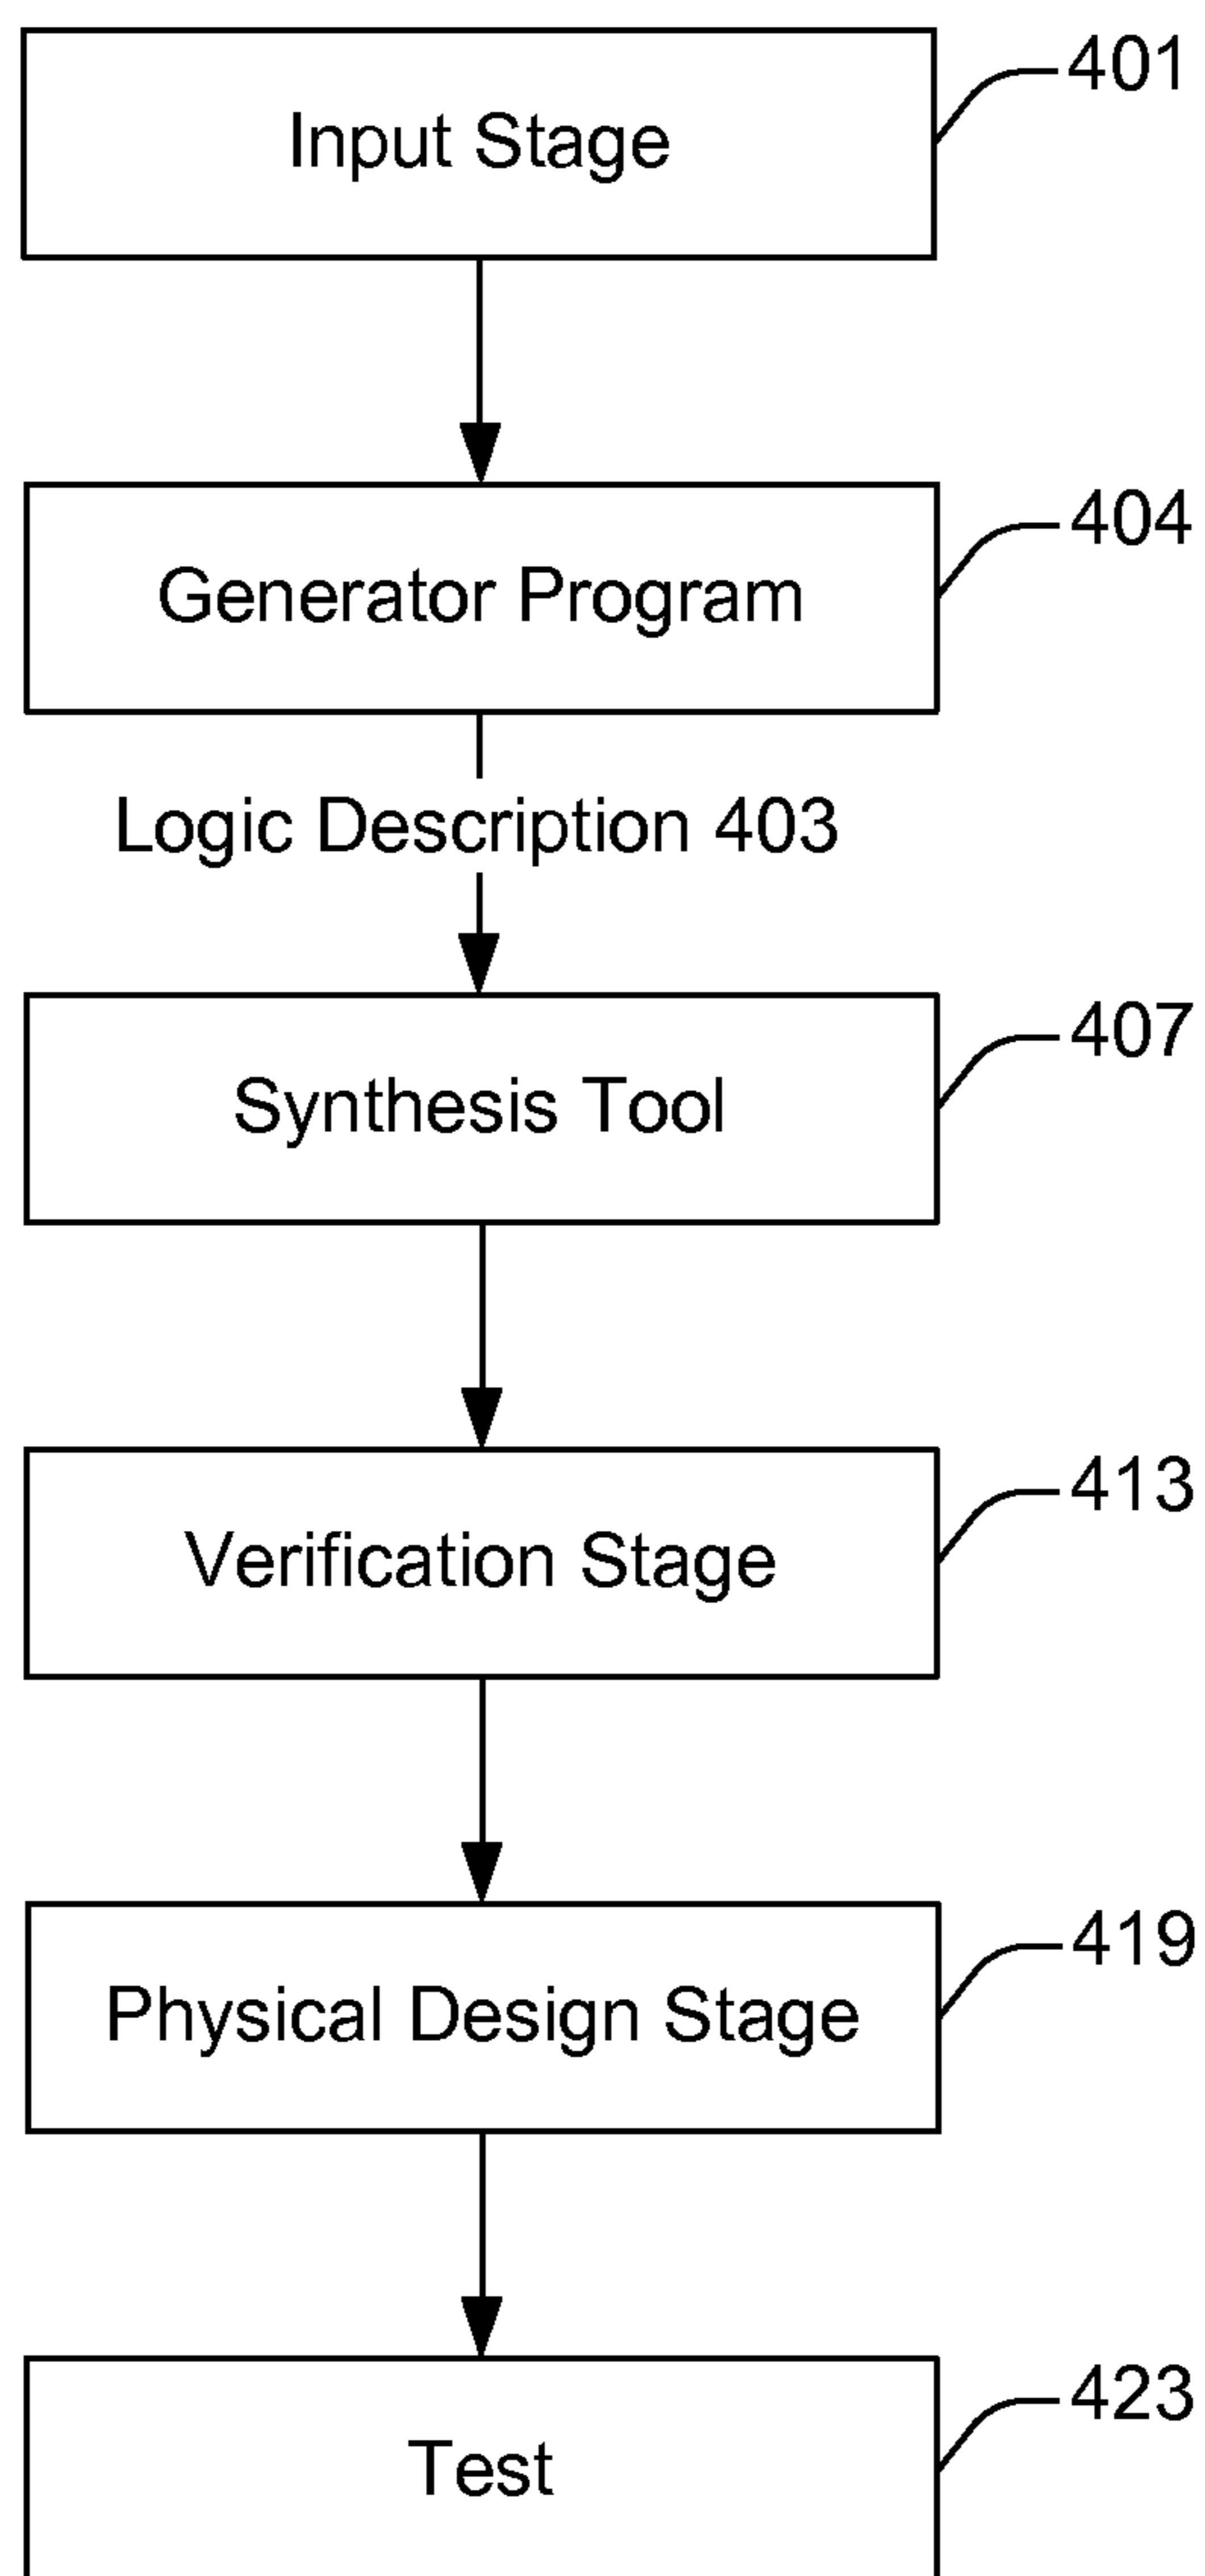 Input Stage
401
Generator Program
404
Logic Description 403
Synthesis Tool
407
Verification Stage
413
Physical Design Stage
419
Test
423